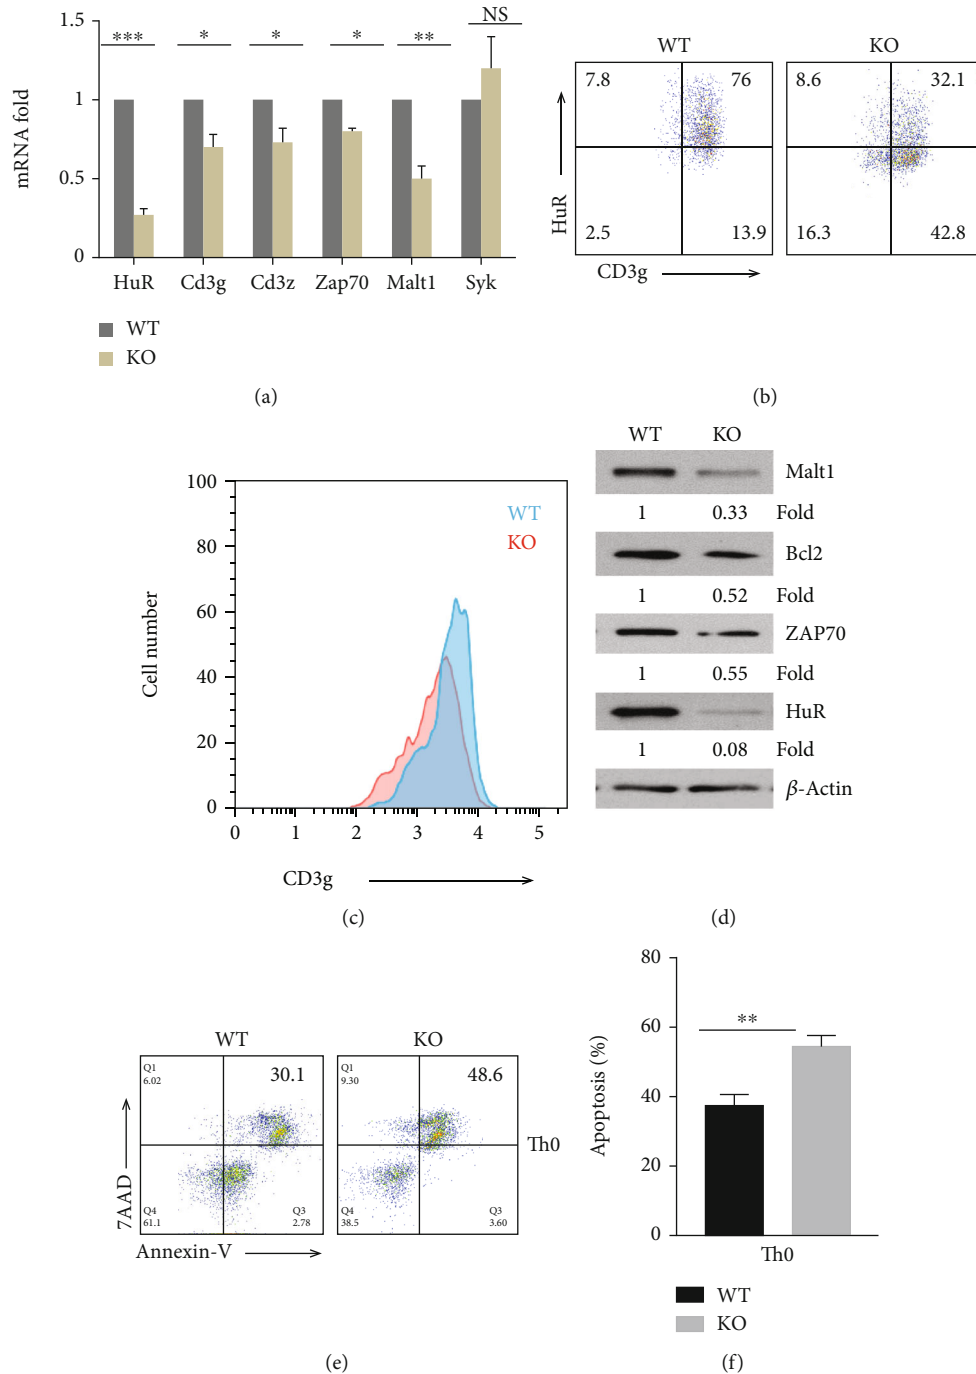 1.5
1
0.5
0
mRNA fold
*** * * * ** NS
HuR Cd3g Cd3z Zap70 Malt1 Syk
WT
KO
(a)
WT KO
7.8 76 8.6 32.1
2.5 13.9 16.3 42.8
HuR
CD3g
(b)
100
80
60
40
20
0
Cell number
WT
KO
0 1 2 3 4 5
CD3g
(c)
WT KO
Malt1
1 0.33 Fold
Bcl2
1 0.52 Fold
ZAP70
1 0.55 Fold
HuR
1 0.08 Fold
β-Actin
(d)
WT KO
Q1 30.1 Q1 48.6
6.02 9.30
Th0
7AAD
Q4 Q3 Q4 Q3
61.1 2.78 38.5 3.60
Annexin-V
(e)
80
60
40
20
0
Apoptosis (%)
**
Th0
WT
KO
(f)